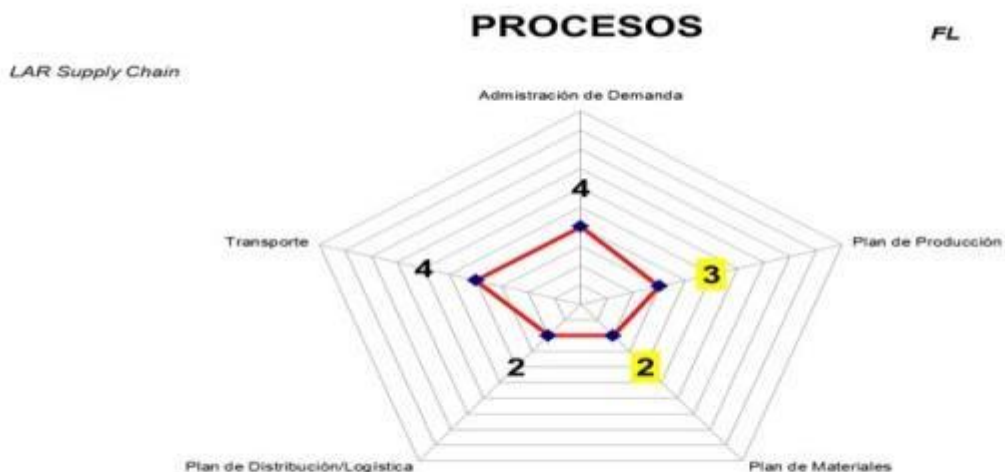 PROCESOS
FL
LAR Supply Chain
Admistración de Demanda
4
Transporte
Plan de Producción
4
3
2
2
Plan de Distribución/Logística
Plan de Materiales